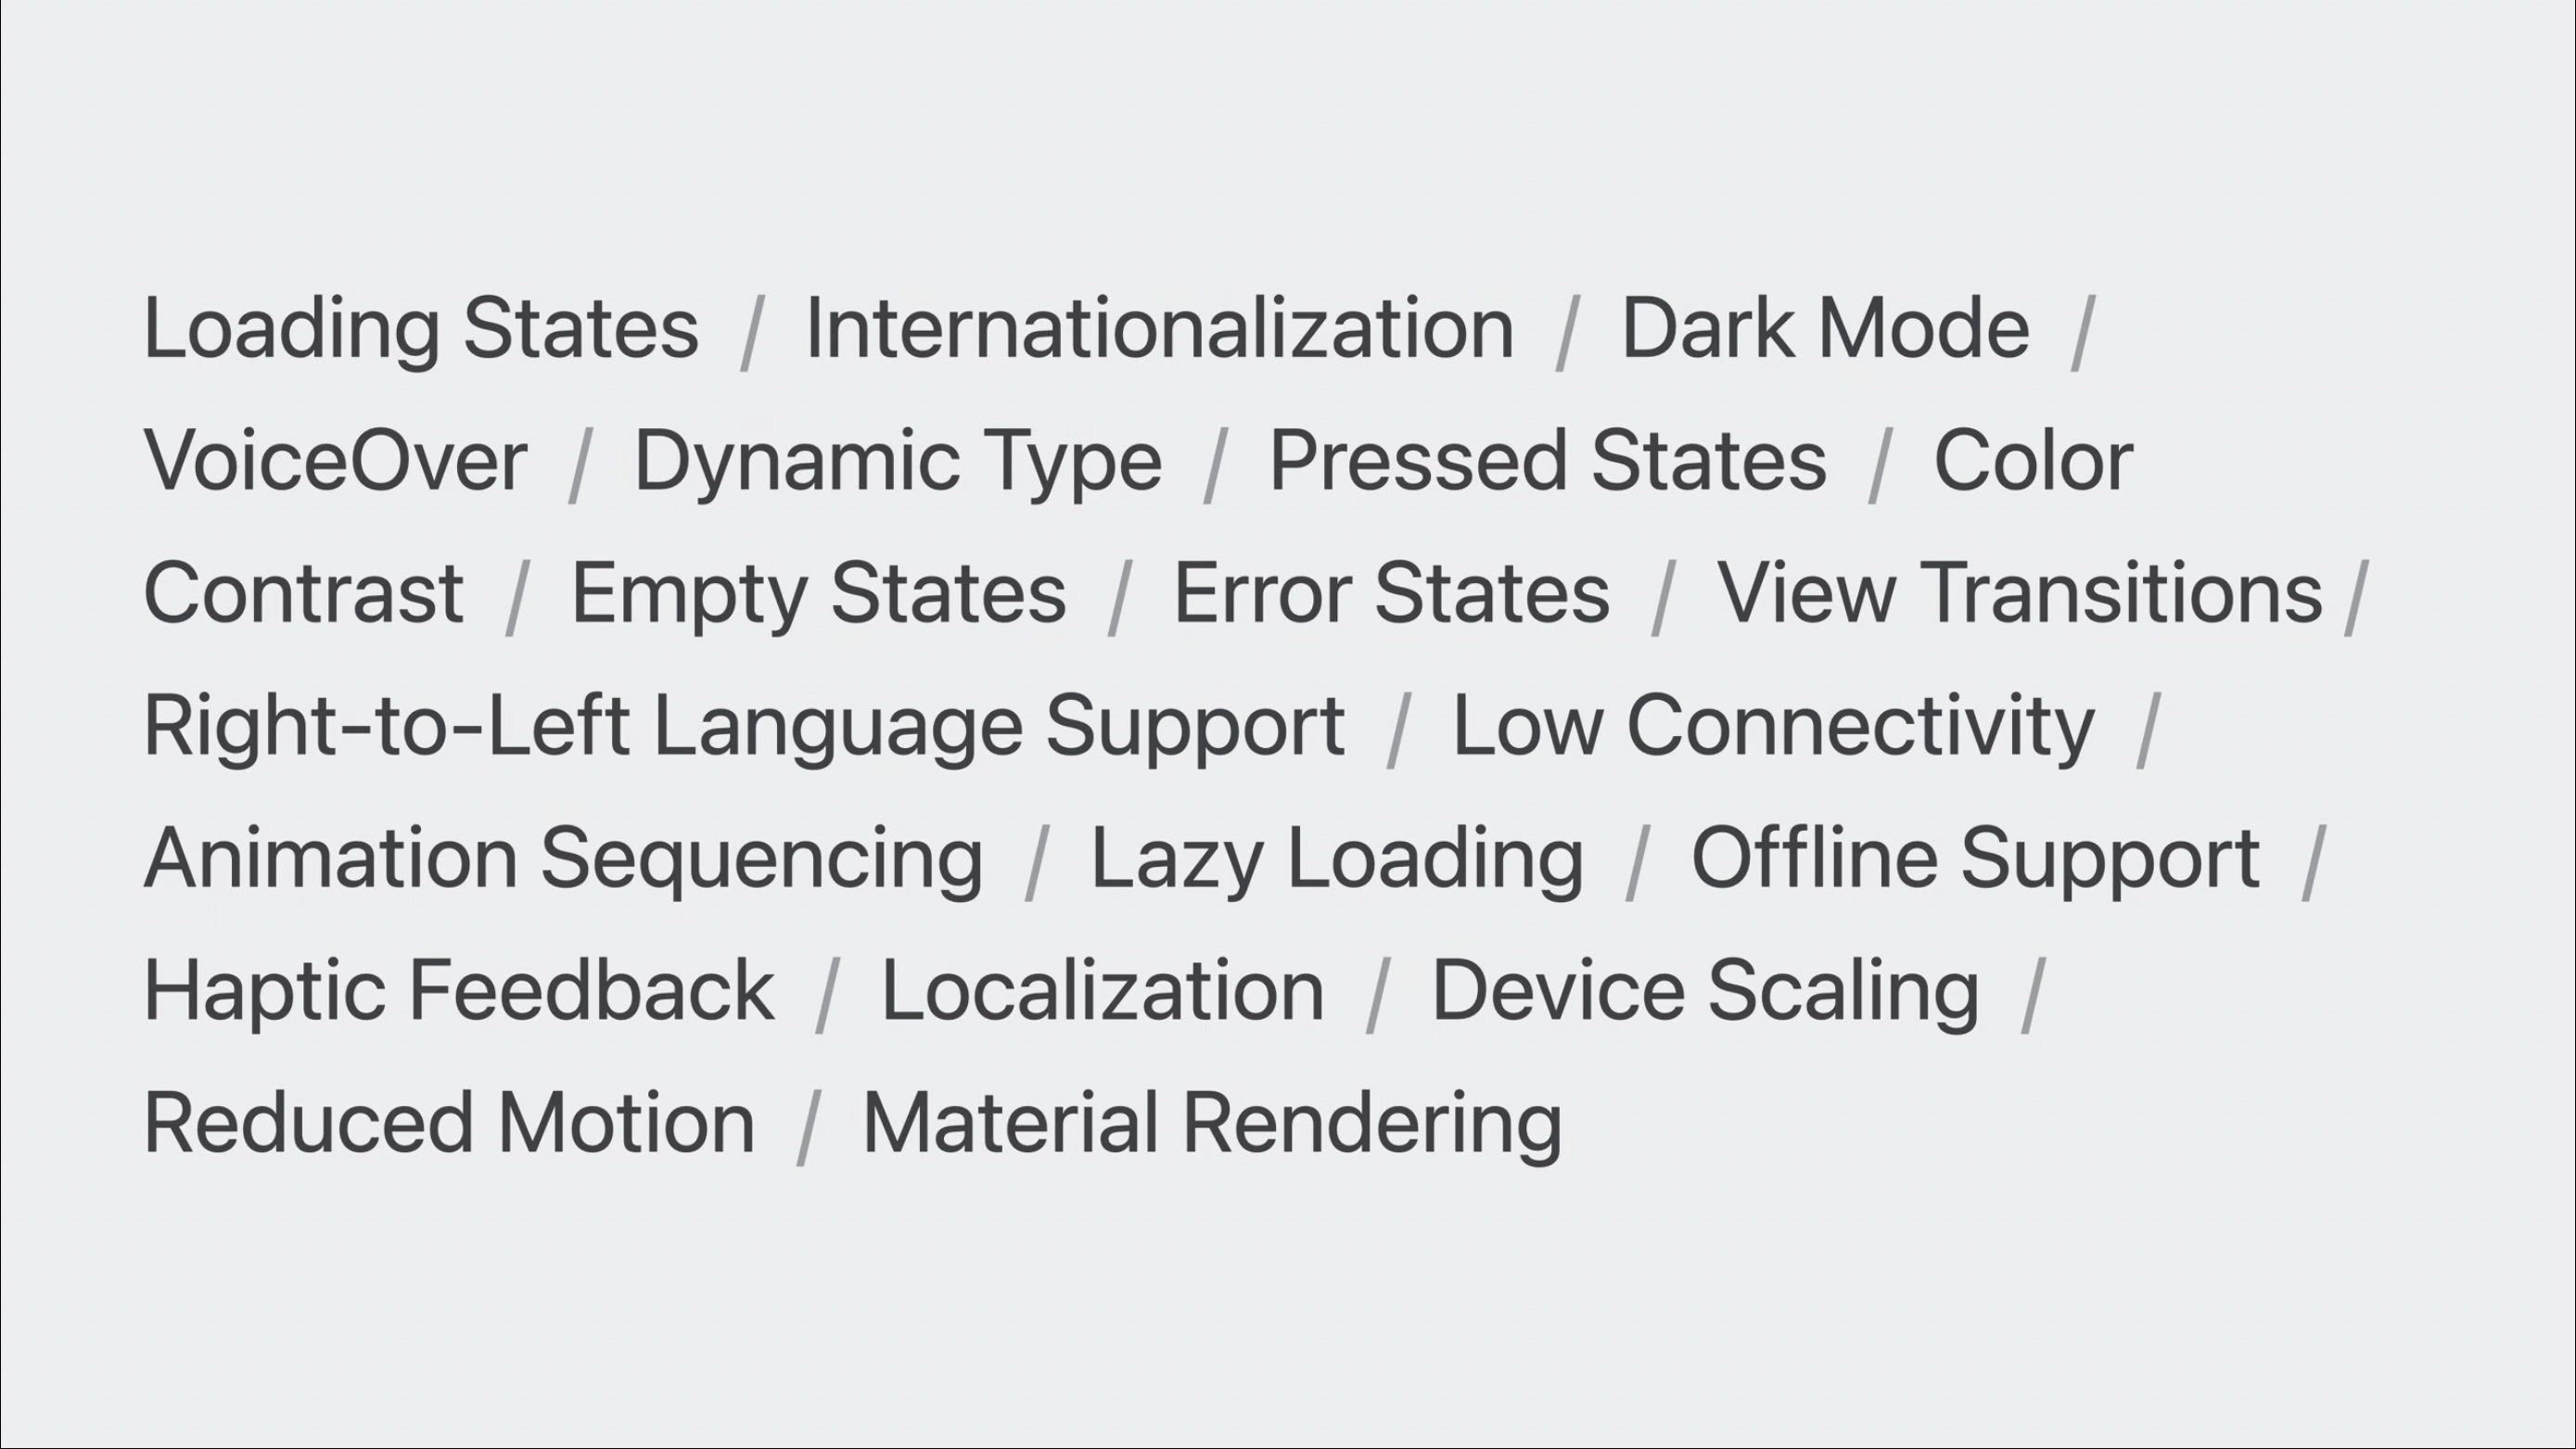 Loading States / Internationalization / Dark Mode /
VoiceOver / Dynamic Type / Pressed States / Color
Contrast / Empty States / Error States / View Transitions /
Right-to-Left Language Support / Low Connectivity /
Animation Sequencing / Lazy Loading / Offline Support /
Haptic Feedback / Localization / Device Scaling /
Reduced Motion / Material Rendering